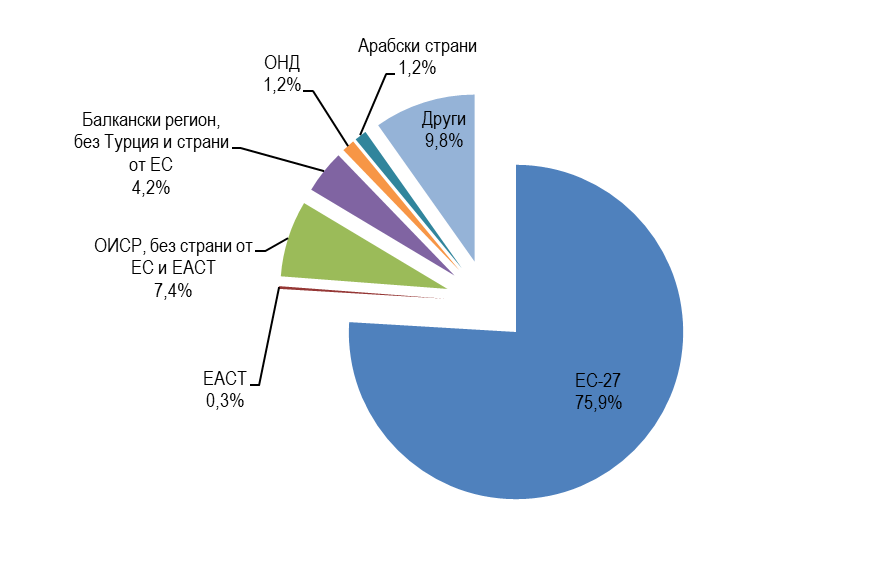 Арабски страни
1,2%
ОНД
1,2%
Други
9,8%
Балкански регион,
без Турция и страни
от ЕС
4,2%
ОИСР, без страни от
ЕС и ЕАСТ
7,4%
ЕАСТ
0,3%
ЕС-27
75,9%